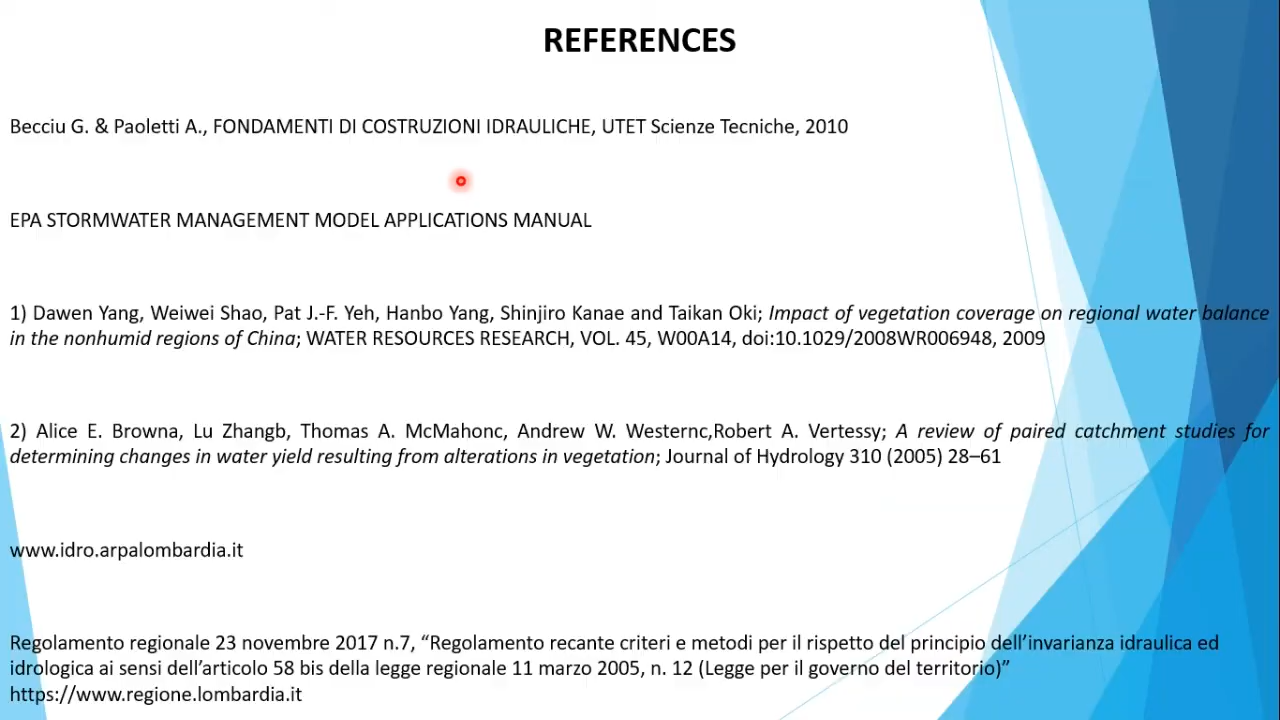 REFERENCES
Becciu G. & Paoletti A., FONDAMENTI DI COSTRUZIONI IDRAULICHE, UTET Scienze Tecniche, 2010
EPA STORMWATER MANAGEMENT MODEL APPLICATIONS MANUAL
1) Dawen Yang, Weiwei Shao, Pat J.-F. Yeh, Hanbo Yang, Shinjiro Kanae and Taikan Oki; Impact of vegetation coverage on regional water balance
in the nonhumid regions of China; WATER RESOURCES RESEARCH, VOL. 45, W00A14, doi:10.1029/2008WR006948, 2009
2) Alice E. Browna, Lu Zhangb, Thomas A. McMahonc, Andrew W. Westernc,Robert A. Vertessy; A review of paired catchment studies for
determining changes in water yield resulting from alterations in vegetation; Journal of Hydrology 310 (2005) 28–61
www.idro.arpalombardia.it
Regolamento regionale 23 novembre 2017 n.7, “Regolamento recante criteri e metodi per il rispetto del principio dell’invarianza idraulica ed
idrologica ai sensi dell’articolo 58 bis della legge regionale 11 marzo 2005, n. 12 (Legge per il governo del territorio)”
https://www.regione.lombardia.it